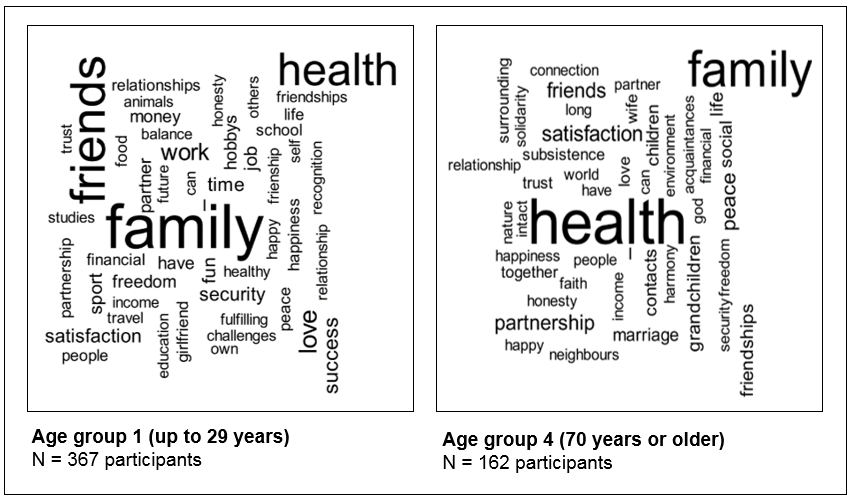 health
friends
relationships
animals
money
honesty
others
friendships
life
balance
trust
food
school
hobbys
work
job
self
partner
future
can
time
frienship
recognition
I
studies
family
happy
happiness
relationship
financial
have
fun
healthy
partnership
sport
freedom
security
income
travel
peace
satisfaction
education
girlfriend
fulfilling
challenges
own
love
success
people
family
surrounding
connection
friends
partner
solidarity
long
wife
satisfaction
children
environment
acquaintances
life
financial
social
subsistence
relationship
world
trust
have
love
can
god
peace
nature
intact
health
happiness
people
I
together
faith
contacts
harmony
grandchildren
security
freedom
honesty
income
partnership
marriage
happy
neighbours
friendships
Age group 1 (up to 29 years)
N = 367 participants
Age group 4 (70 years or older)
N = 162 participants